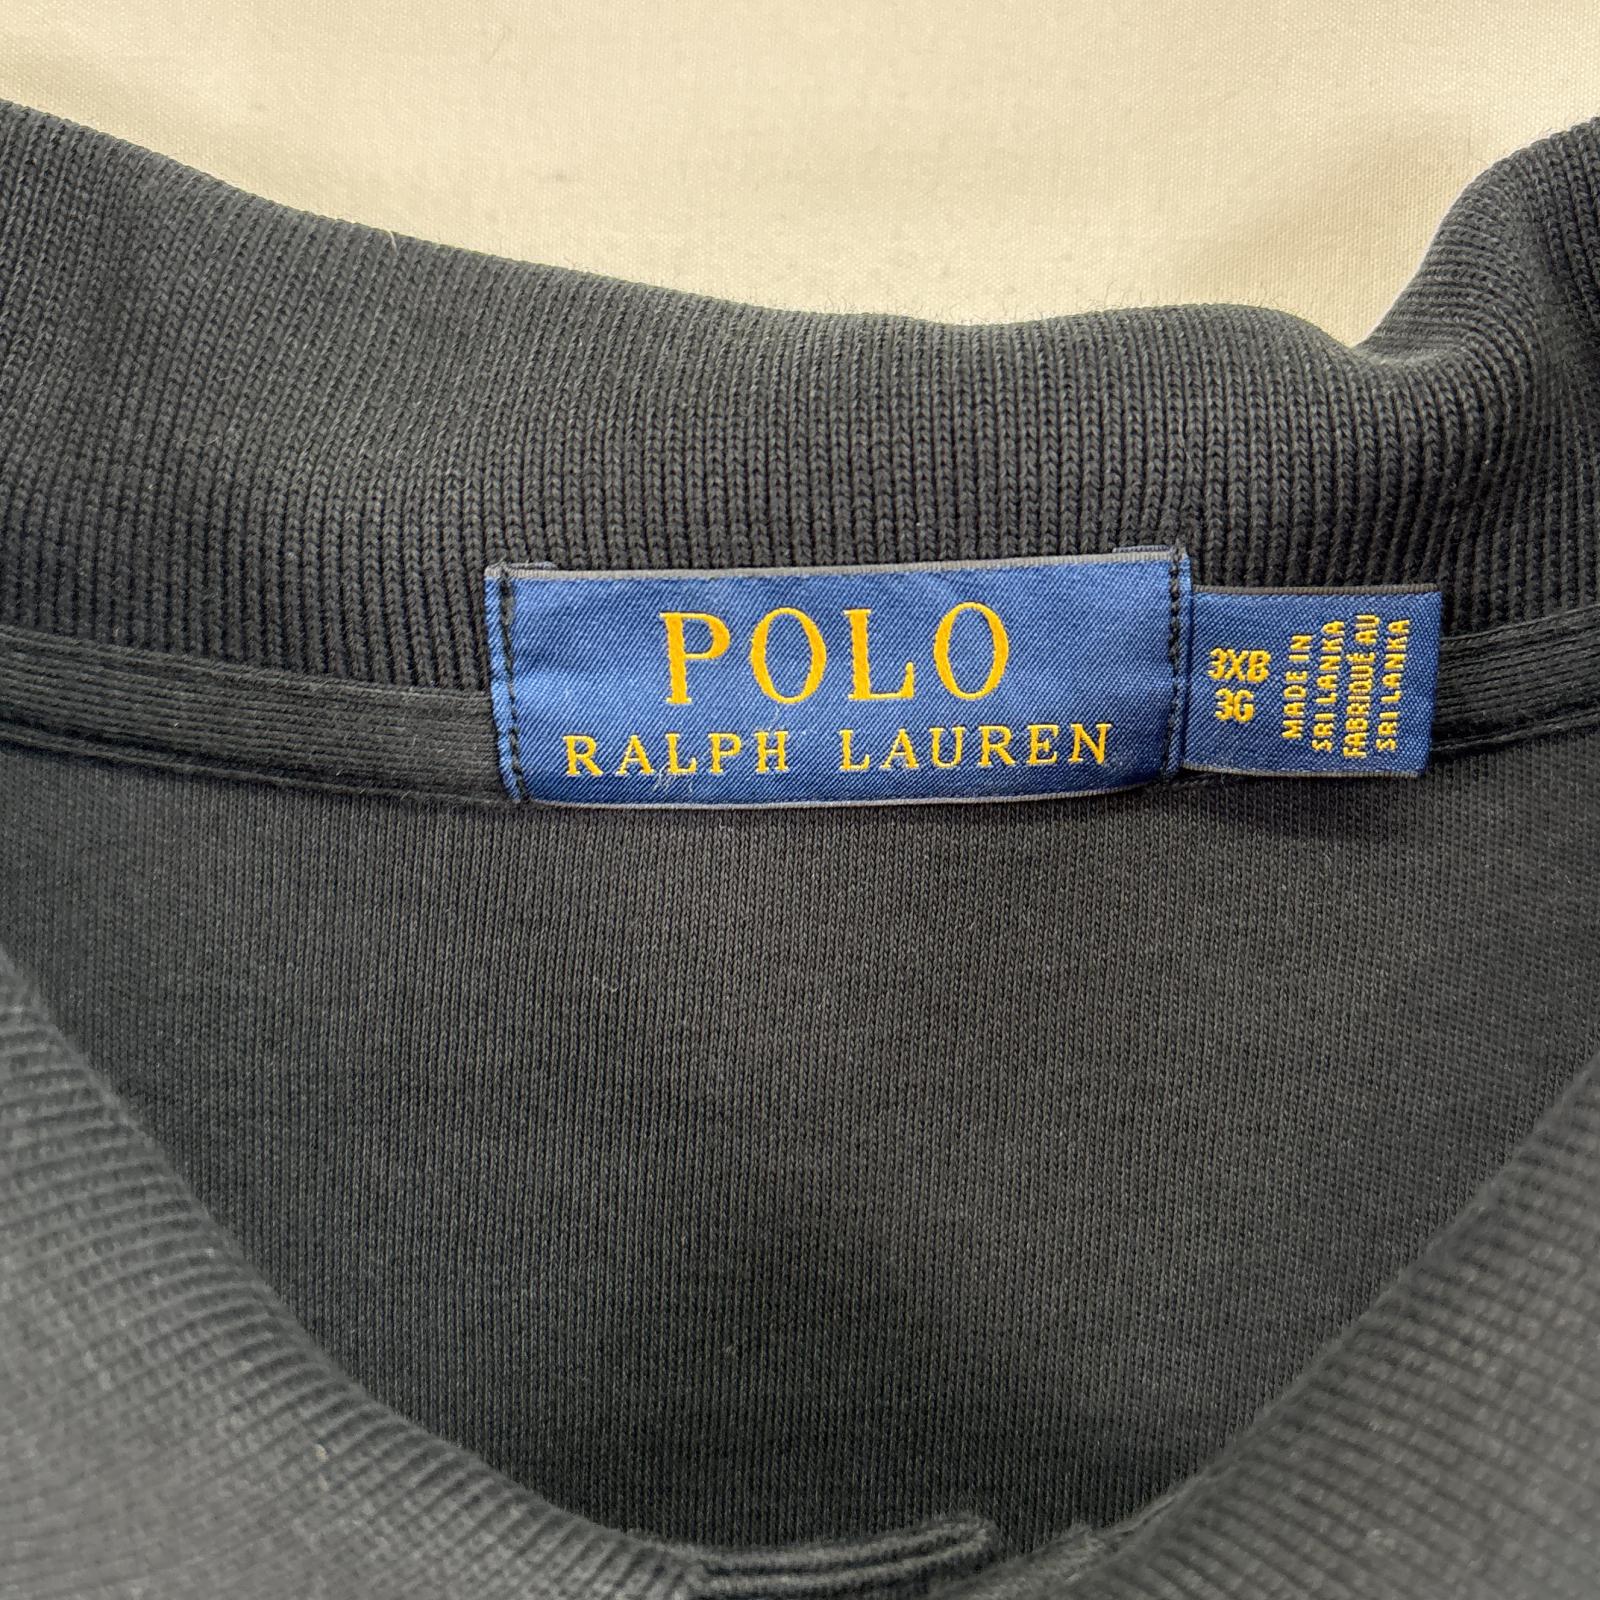 POLO
RALPH LAUREN
3XB
3G
MADE IN
SRI LANKA
FABRIQUÉ AU
SRI LANKA